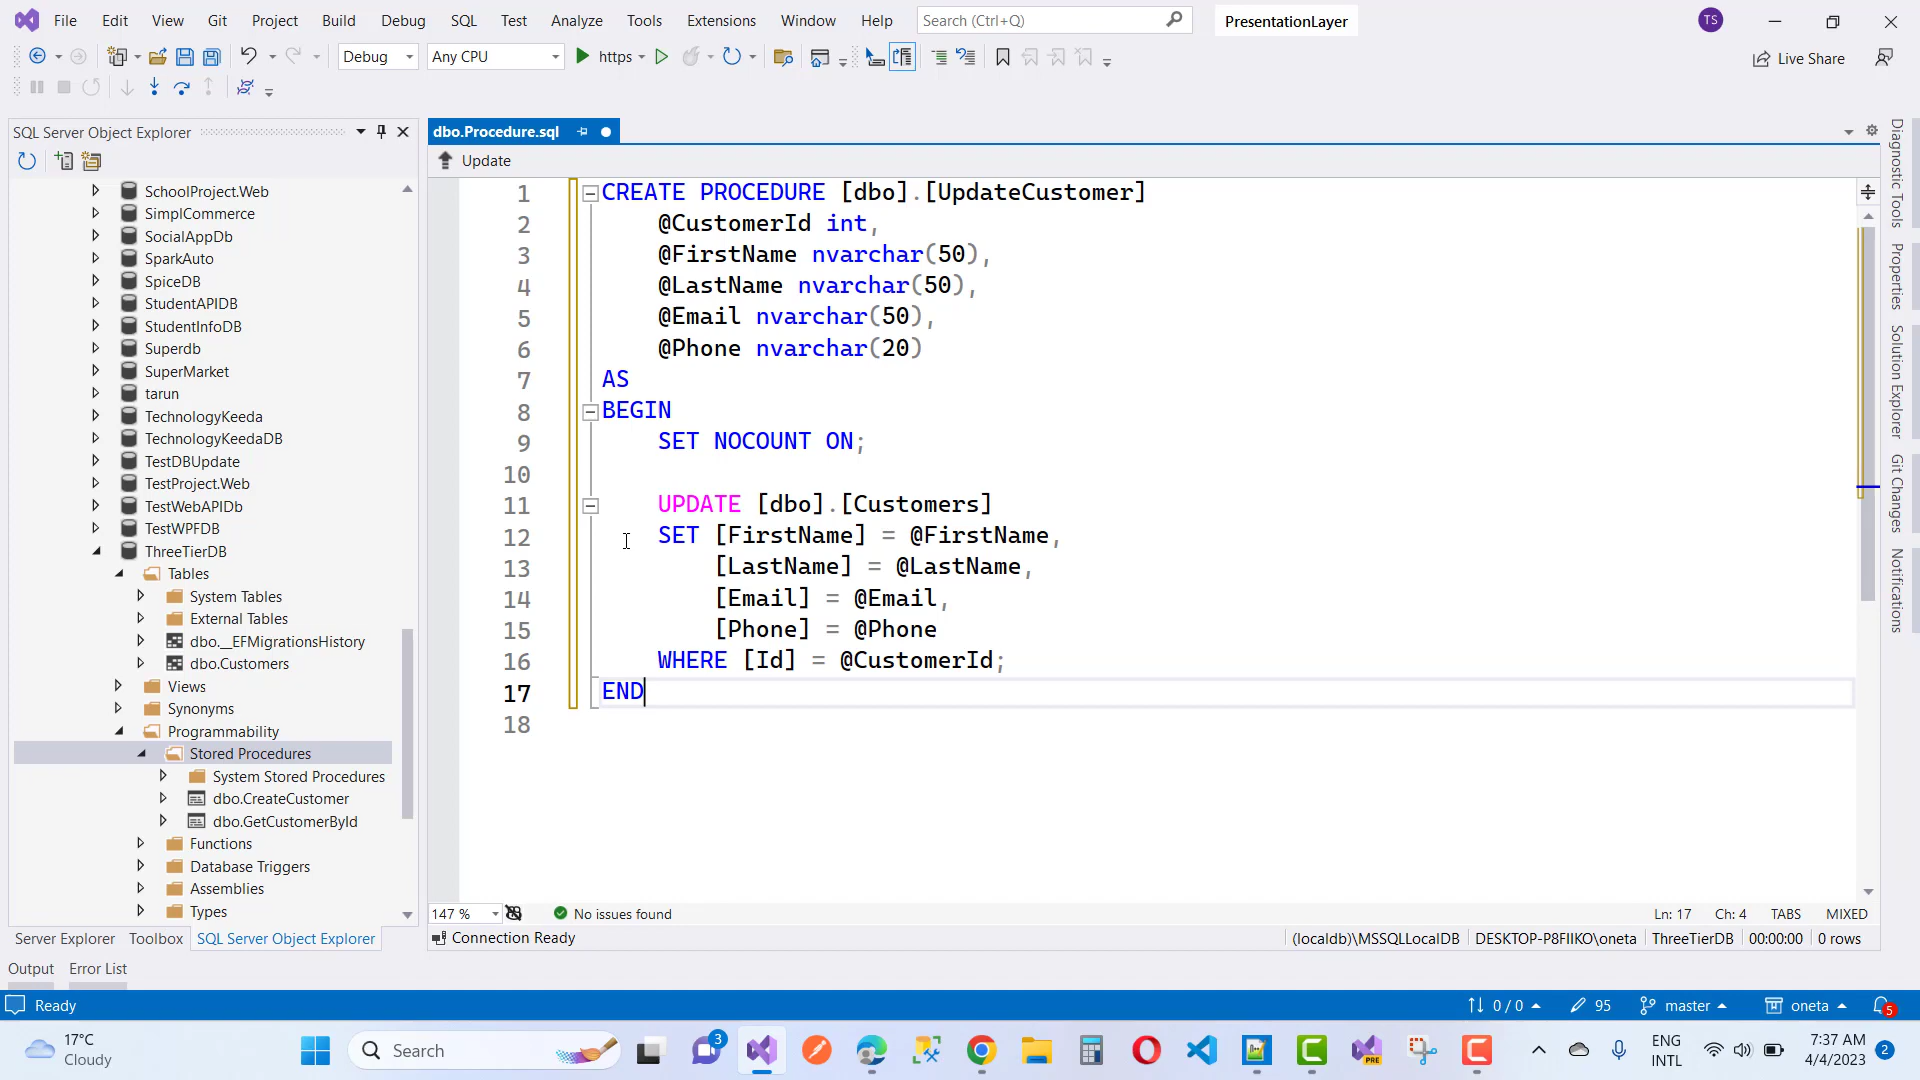 File Edit View Git Project Build Debug SQL Test Analyze Tools Extensions Window Help Search (Ctrl+Q) PresentationLayer TS
Debug Any CPU https Live Share
SQL Server Object Explorer
SchoolProject.Web
SimplCommerce
SocialAppDb
SparkAuto
SpiceDB
StudentAPIDB
StudentInfoDB
Superdb
SuperMarket
tarun
TechnologyKeeda
TechnologyKeedaDB
TestDBUpdate
TestProject.Web
TestWebAPIDb
TestWPFDB
ThreeTierDB
Tables
System Tables
External Tables
dbo.__EFMigrationsHistory
dbo.Customers
Views
Synonyms
Programmability
Stored Procedures
System Stored Procedures
dbo.CreateCustomer
dbo.GetCustomerById
Functions
Database Triggers
Assemblies
Types
Server Explorer Toolbox SQL Server Object Explorer
dbo.Procedure.sql
Update
1 CREATE PROCEDURE [dbo].[UpdateCustomer]
2 @CustomerId int,
3 @FirstName nvarchar(50),
4 @LastName nvarchar(50),
5 @Email nvarchar(50),
6 @Phone nvarchar(20)
7 AS
8 BEGIN
9 SET NOCOUNT ON;
10
11 UPDATE [dbo].[Customers]
12 SET [FirstName] = @FirstName,
13 [LastName] = @LastName,
14 [Email] = @Email,
15 [Phone] = @Phone
16 WHERE [Id] = @CustomerId;
17 END
18
147 % No issues found Ln: 17 Ch: 4 TABS MIXED
Connection Ready (localdb)\MSSQLLocalDB DESKTOP-P8FIIKO\oneta ThreeTierDB 00:00:00 0 rows
Diagnostic Tools
Properties
Solution Explorer
Git Changes
Notifications
Output Error List
Ready 0 / 0 95 master oneta 5
17°C
Cloudy
Search
3
PRE
ENG
INTL
7:37 AM
4/4/2023
2